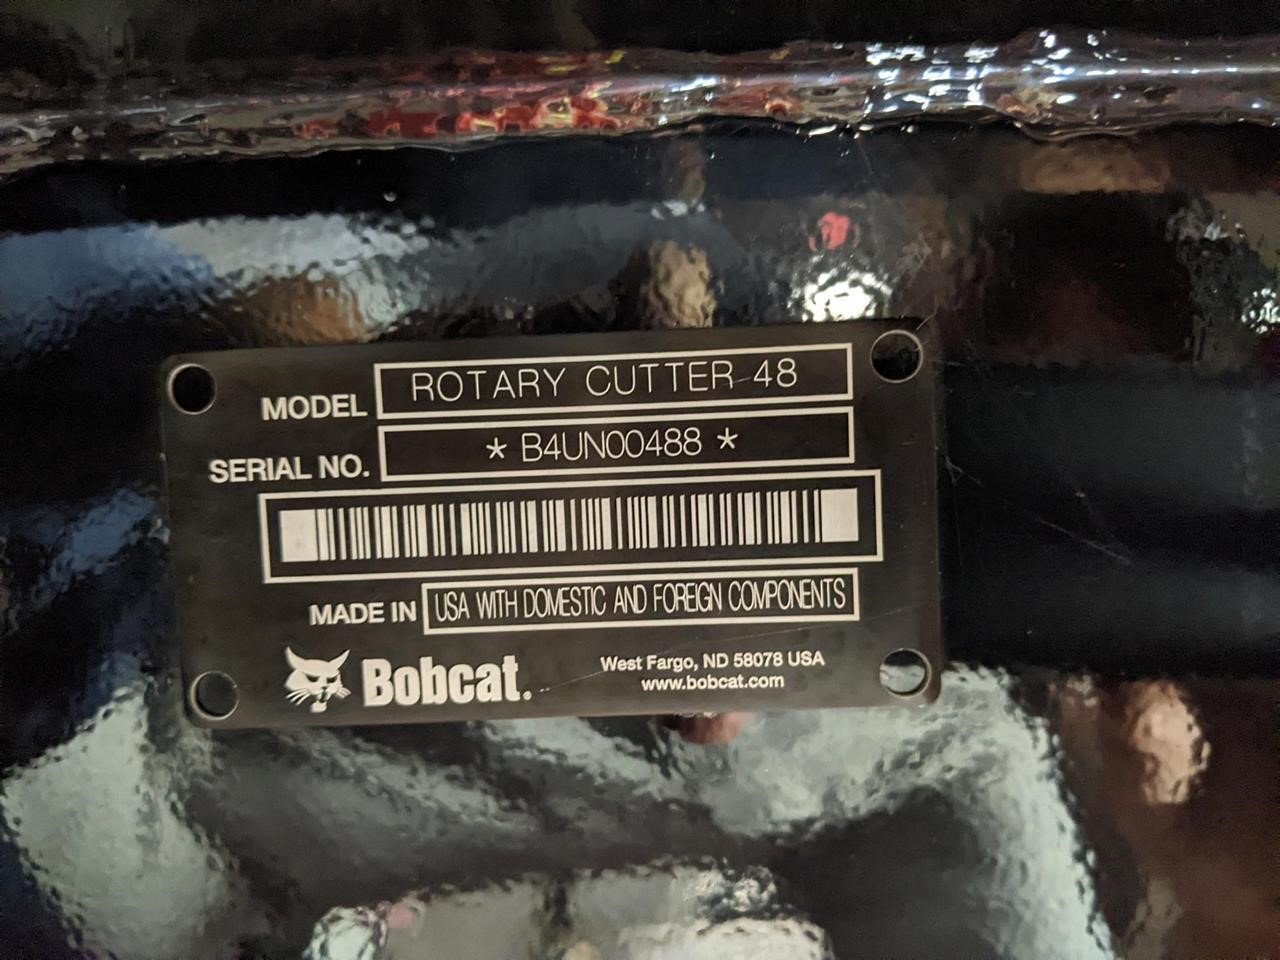 MODEL ROTARY CUTTER 48
SERIAL NO. * B4UN00488 *
MADE IN USA WITH DOMESTIC AND FOREIGN COMPONENTS
Bobcat®
West Fargo, ND 58078 USA
www.bobcat.com